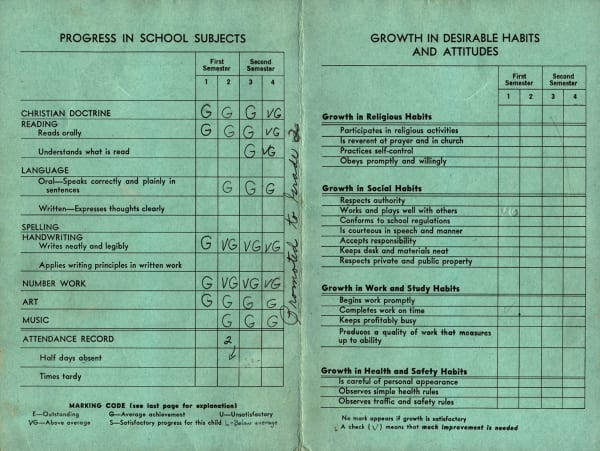 PROGRESS IN SCHOOL SUBJECTS
First Semester Second Semester
1 2 3 4
CHRISTIAN DOCTRINE G G G VG
READING
Reads orally G G G VG
Understands what is read G VG
LANGUAGE
Oral—Speaks correctly and plainly in
sentences G G G
Written—Expresses thoughts clearly
SPELLING
HANDWRITING
Writes neatly and legibly G VG VG VG
Applies writing principles in written work
NUMBER WORK G VG VG VG
ART G G G G
MUSIC G G G
ATTENDANCE RECORD
Half days absent 2
Times tardy
Promoted to Grade 2
MARKING CODE (see last page for explanation)
E—Outstanding G—Average achievement U—Unsatisfactory
VG—Above average S—Satisfactory progress for this child L-Below average
GROWTH IN DESIRABLE HABITS
AND ATTITUDES
First Semester Second Semester
1 2 3 4
Growth in Religious Habits
Participates in religious activities
Is reverent at prayer and in church
Practices self-control
Obeys promptly and willingly
Growth in Social Habits
Respects authority
Works and plays well with others VG
Conforms to school regulations
Is courteous in speech and manner
Accepts responsibility
Keeps desk and materials neat
Respects private and public property
Growth in Work and Study Habits
Begins work promptly
Completes work on time
Keeps profitably busy
Produces a quality of work that measures
up to ability
Growth in Health and Safety Habits
Is careful of personal appearance
Observes simple health rules
Observes traffic and safety rules
No mark appears if growth is satisfactory
A check (√) means that much improvement is needed